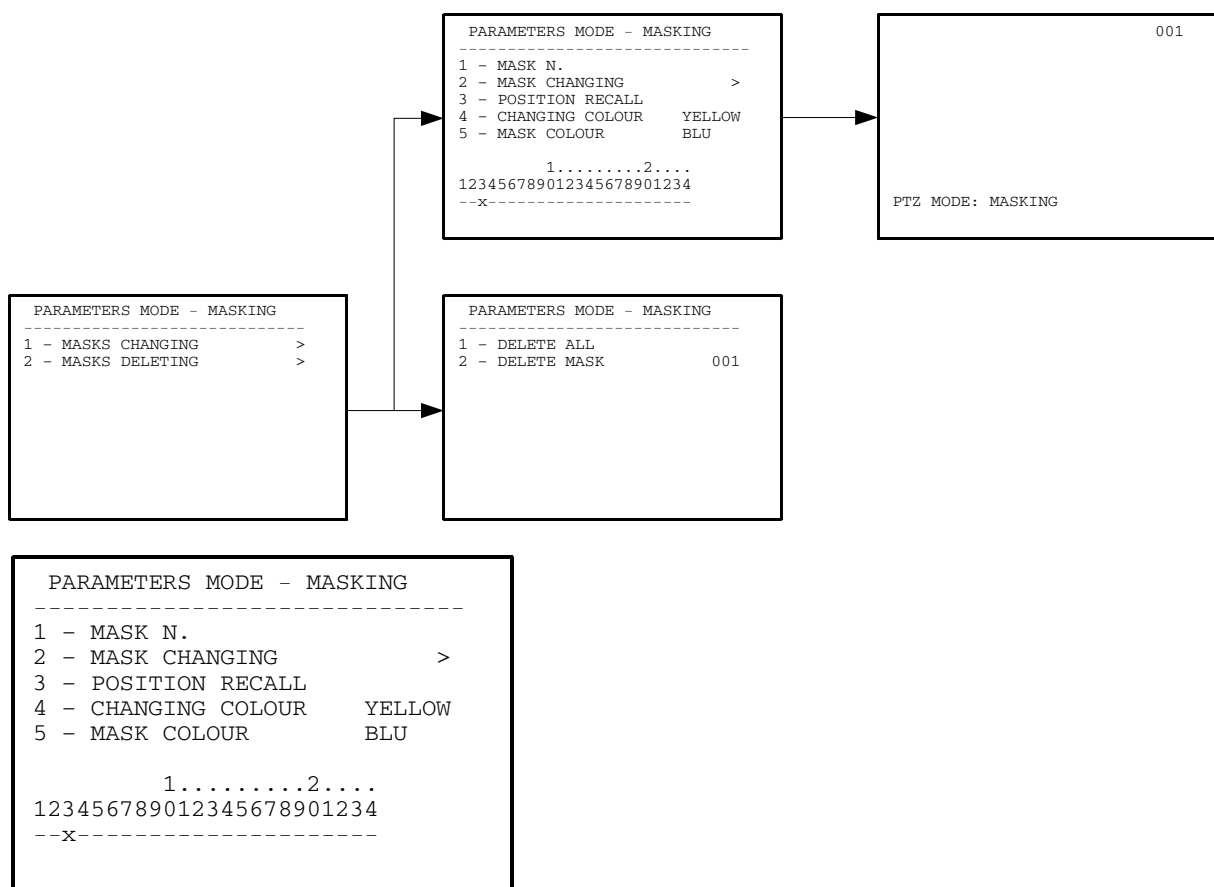 PARAMETERS MODE - MASKING
------------------------------
1 - MASK N.
2 - MASK CHANGING >
3 - POSITION RECALL
4 - CHANGING COLOUR YELLOW
5 - MASK COLOUR BLU
1.........2....
123456789012345678901234
--x---------------------
001
PTZ MODE: MASKING
PARAMETERS MODE - MASKING
-----------------------------
1 - MASKS CHANGING >
2 - MASKS DELETING >
PARAMETERS MODE - MASKING
-----------------------------
1 - DELETE ALL
2 - DELETE MASK 001
PARAMETERS MODE - MASKING
------------------------------
1 - MASK N.
2 - MASK CHANGING >
3 - POSITION RECALL
4 - CHANGING COLOUR YELLOW
5 - MASK COLOUR BLU
1.........2....
123456789012345678901234
--x---------------------